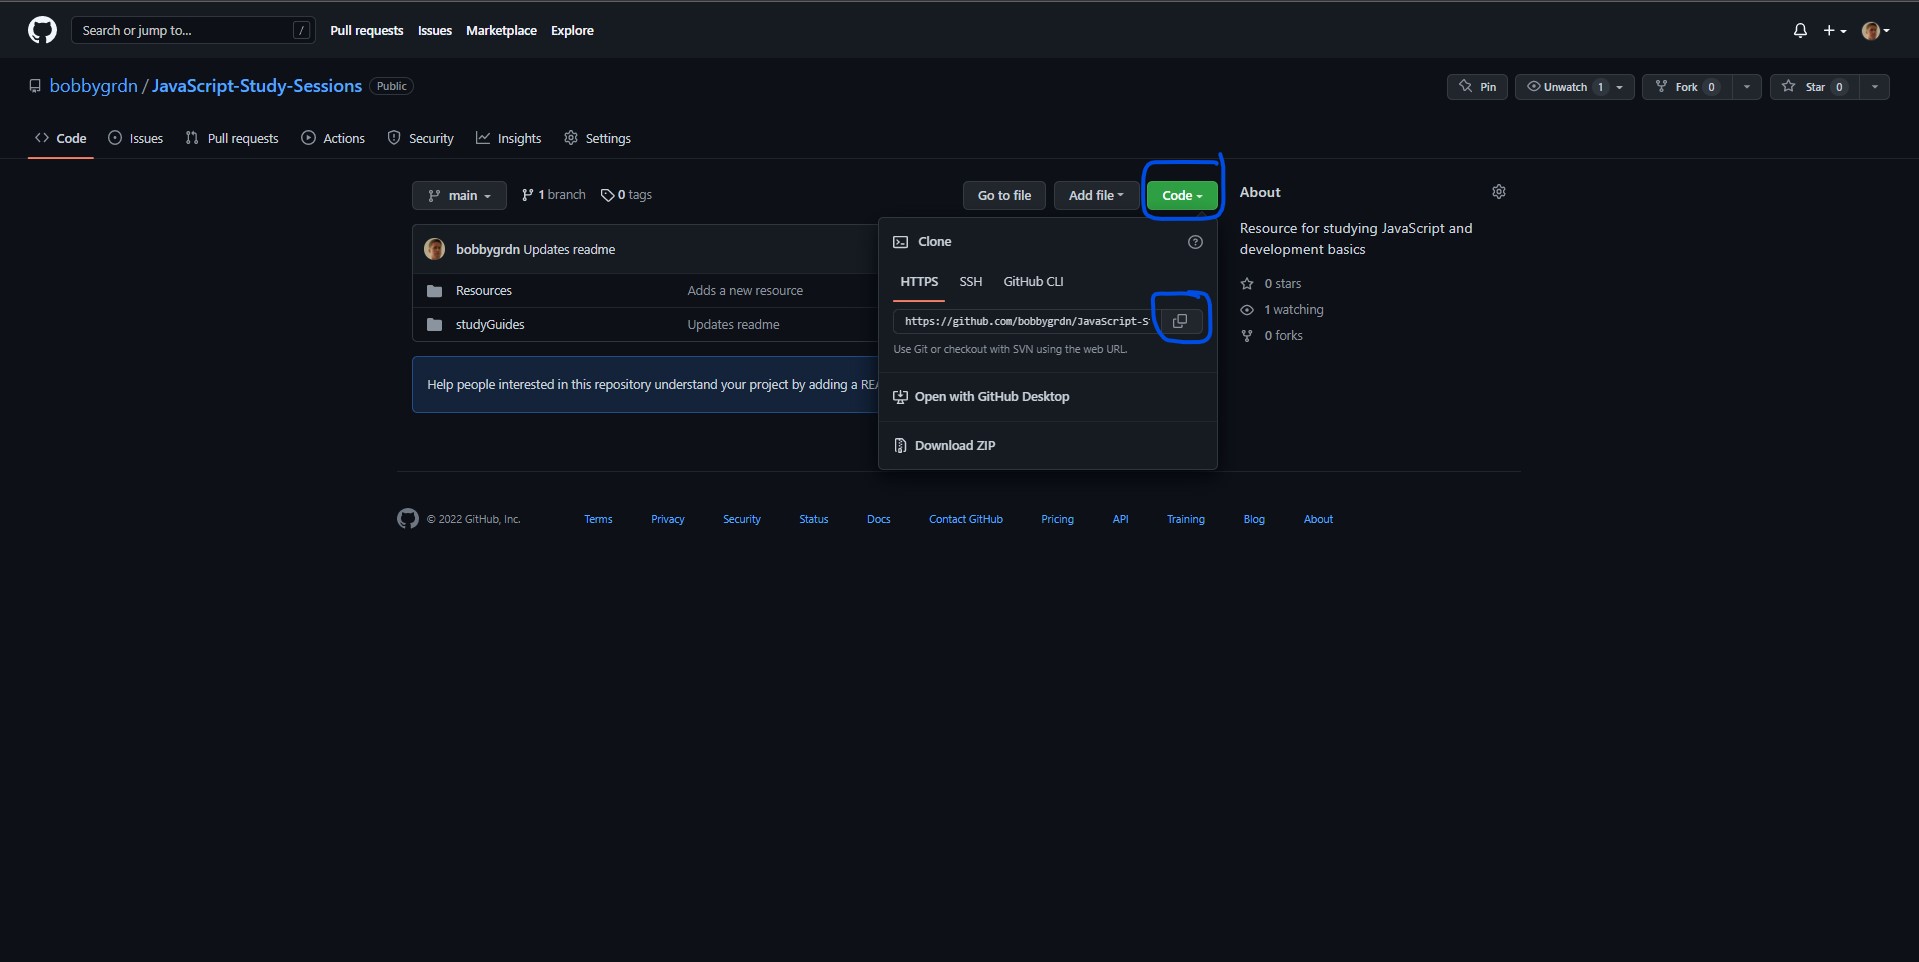 Search or jump to... /
Pull requests Issues Marketplace Explore
bobbygrdn / JavaScript-Study-Sessions Public
Pin Unwatch 1 Fork 0 Star 0
Code Issues Pull requests Actions Security Insights Settings
main 1 branch 0 tags Go to file Add file Code
bobbygrdn Updates readme
Resources Adds a new resource
studyGuides Updates readme
Help people interested in this repository understand your project by adding a
Clone
HTTPS SSH GitHub CLI
https://github.com/bobbygrdn/JavaScript-S
Use Git or checkout with SVN using the web URL.
Open with GitHub Desktop
Download ZIP
About
Resource for studying JavaScript and
development basics
0 stars
1 watching
0 forks
© 2022 GitHub, Inc. Terms Privacy Security Status Docs Contact GitHub Pricing API Training Blog About